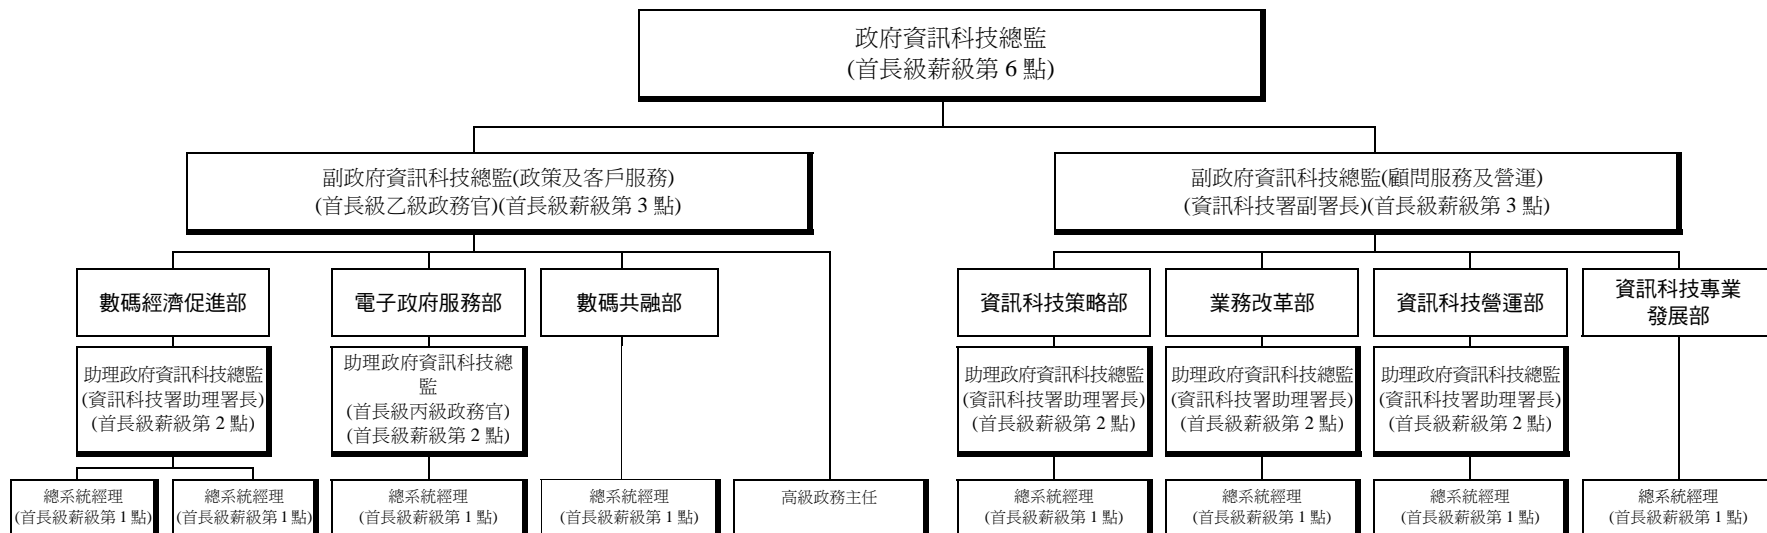 政府資訊科技總監
(首長級薪級第 6 點)
副政府資訊科技總監(政策及客戶服務)
(首長級乙級政務官)(首長級薪級第 3 點)
副政府資訊科技總監(顧問服務及營運)
(資訊科技署副署長)(首長級薪級第 3 點)
數碼經濟促進部
電子政府服務部
數碼共融部
資訊科技策略部
業務改革部
資訊科技營運部
資訊科技專業
發展部
助理政府資訊科技總監
(資訊科技署助理署長)
(首長級薪級第 2 點)
助理政府資訊科技總
監
(首長級丙級政務官)
(首長級薪級第 2 點)
助理政府資訊科技總監
(資訊科技署助理署長)
(首長級薪級第 2 點)
助理政府資訊科技總監
(資訊科技署助理署長)
(首長級薪級第 2 點)
助理政府資訊科技總監
(資訊科技署助理署長)
(首長級薪級第 2 點)
總系統經理
(首長級薪級第 1 點)
總系統經理
(首長級薪級第 1 點)
總系統經理
(首長級薪級第 1 點)
總系統經理
(首長級薪級第 1 點)
高級政務主任
總系統經理
(首長級薪級第 1 點)
總系統經理
(首長級薪級第 1 點)
總系統經理
(首長級薪級第 1 點)
總系統經理
(首長級薪級第 1 點)